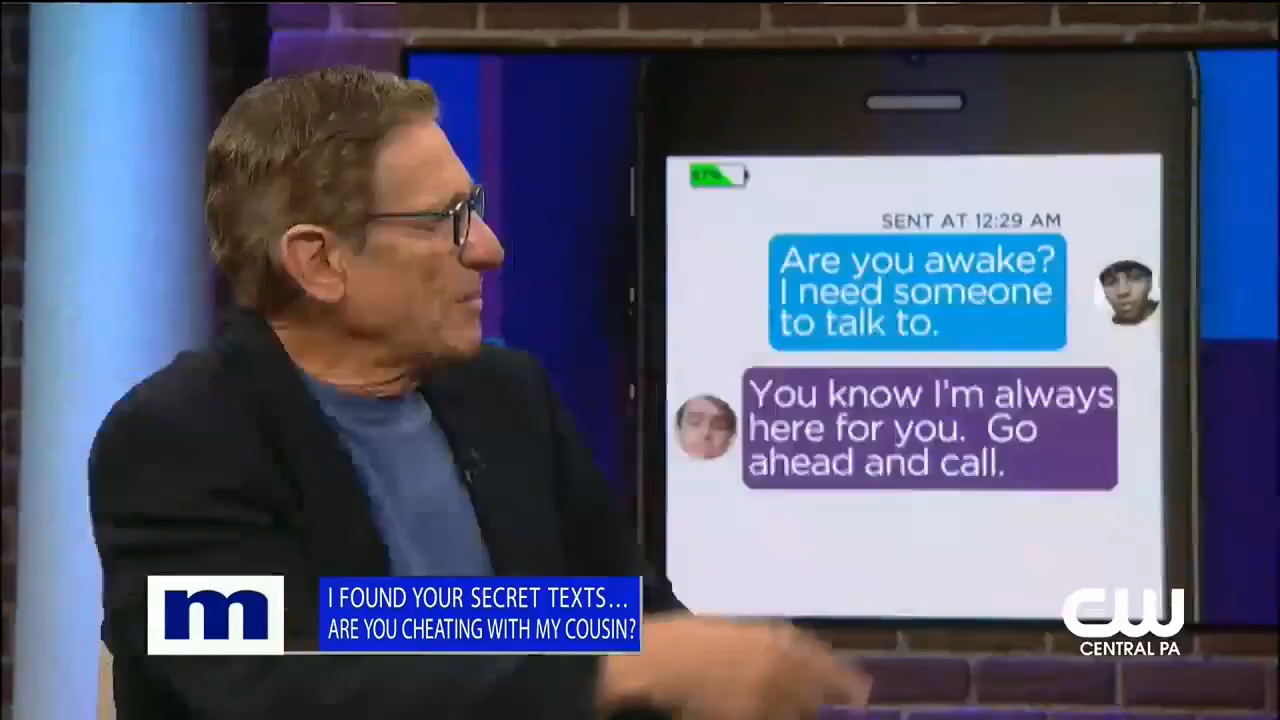 67%
SENT AT 12:29 AM
Are you awake?
I need someone
to talk to.
You know I'm always
here for you. Go
ahead and call.
m
I FOUND YOUR SECRET TEXTS...
ARE YOU CHEATING WITH MY COUSIN?
CW
CENTRAL PA